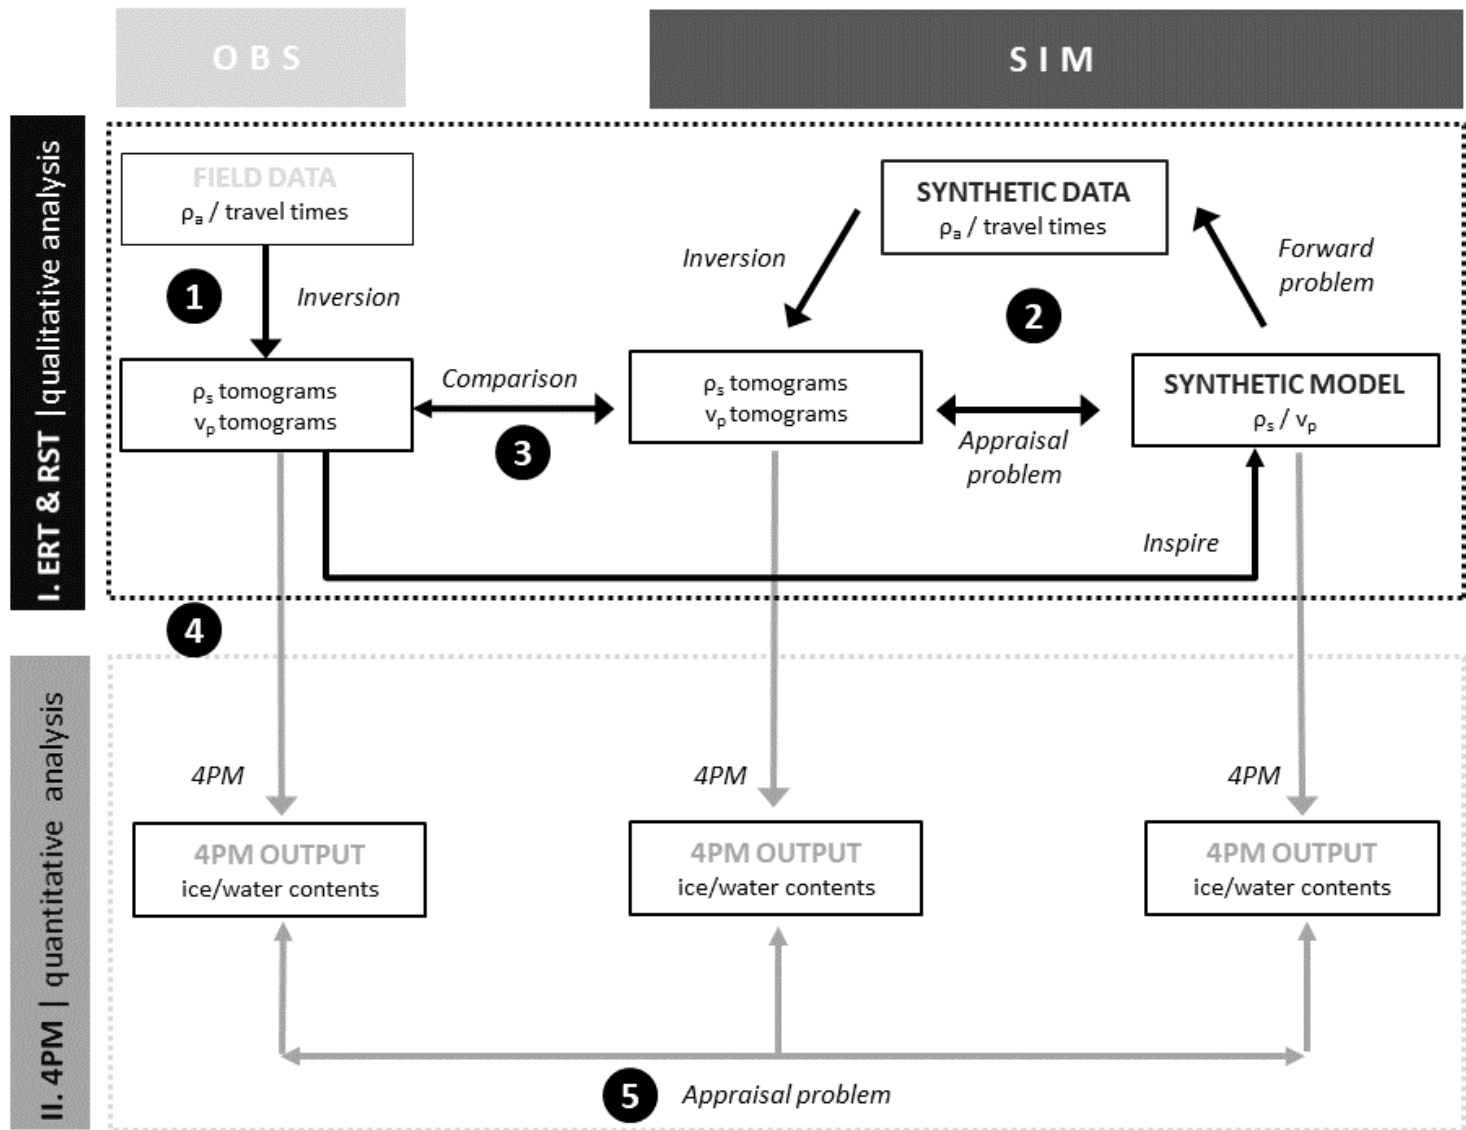 OBS
SIM
I. ERT & RST | qualitative analysis
FIELD DATA
ρₐ / travel times
1
Inversion
ρₛ tomograms
vₚ tomograms
Comparison
3
SYNTHETIC DATA
ρₐ / travel times
Inversion
2
Forward
problem
ρₛ tomograms
vₚ tomograms
Appraisal
problem
SYNTHETIC MODEL
ρₛ / vₚ
Inspire
4
II. 4PM | quantitative analysis
4PM
4PM
4PM
4PM OUTPUT
ice/water contents
4PM OUTPUT
ice/water contents
4PM OUTPUT
ice/water contents
5
Appraisal problem